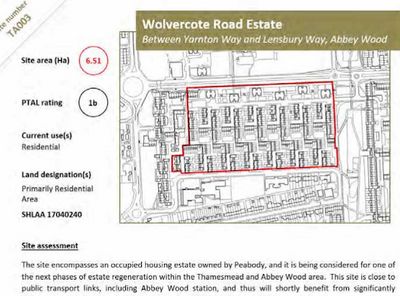 te number
TA003
Wolvercote Road Estate
Between Yarnton Way and Lensbury Way, Abbey Wood
Site area (Ha)
6.51
PTAL rating
1b
Current use(s)
Residential
Land designation(s)
Primarily Residential
Area
SHLAA 17040240
Site assessment
The site encompasses an occupied housing estate owned by Peabody, and it is being considered for one of
the next phases of estate regeneration within the Thamesmead and Abbey Wood area. This site is close to
public transport links, including Abbey Wood station, and thus will shortly benefit from significantly